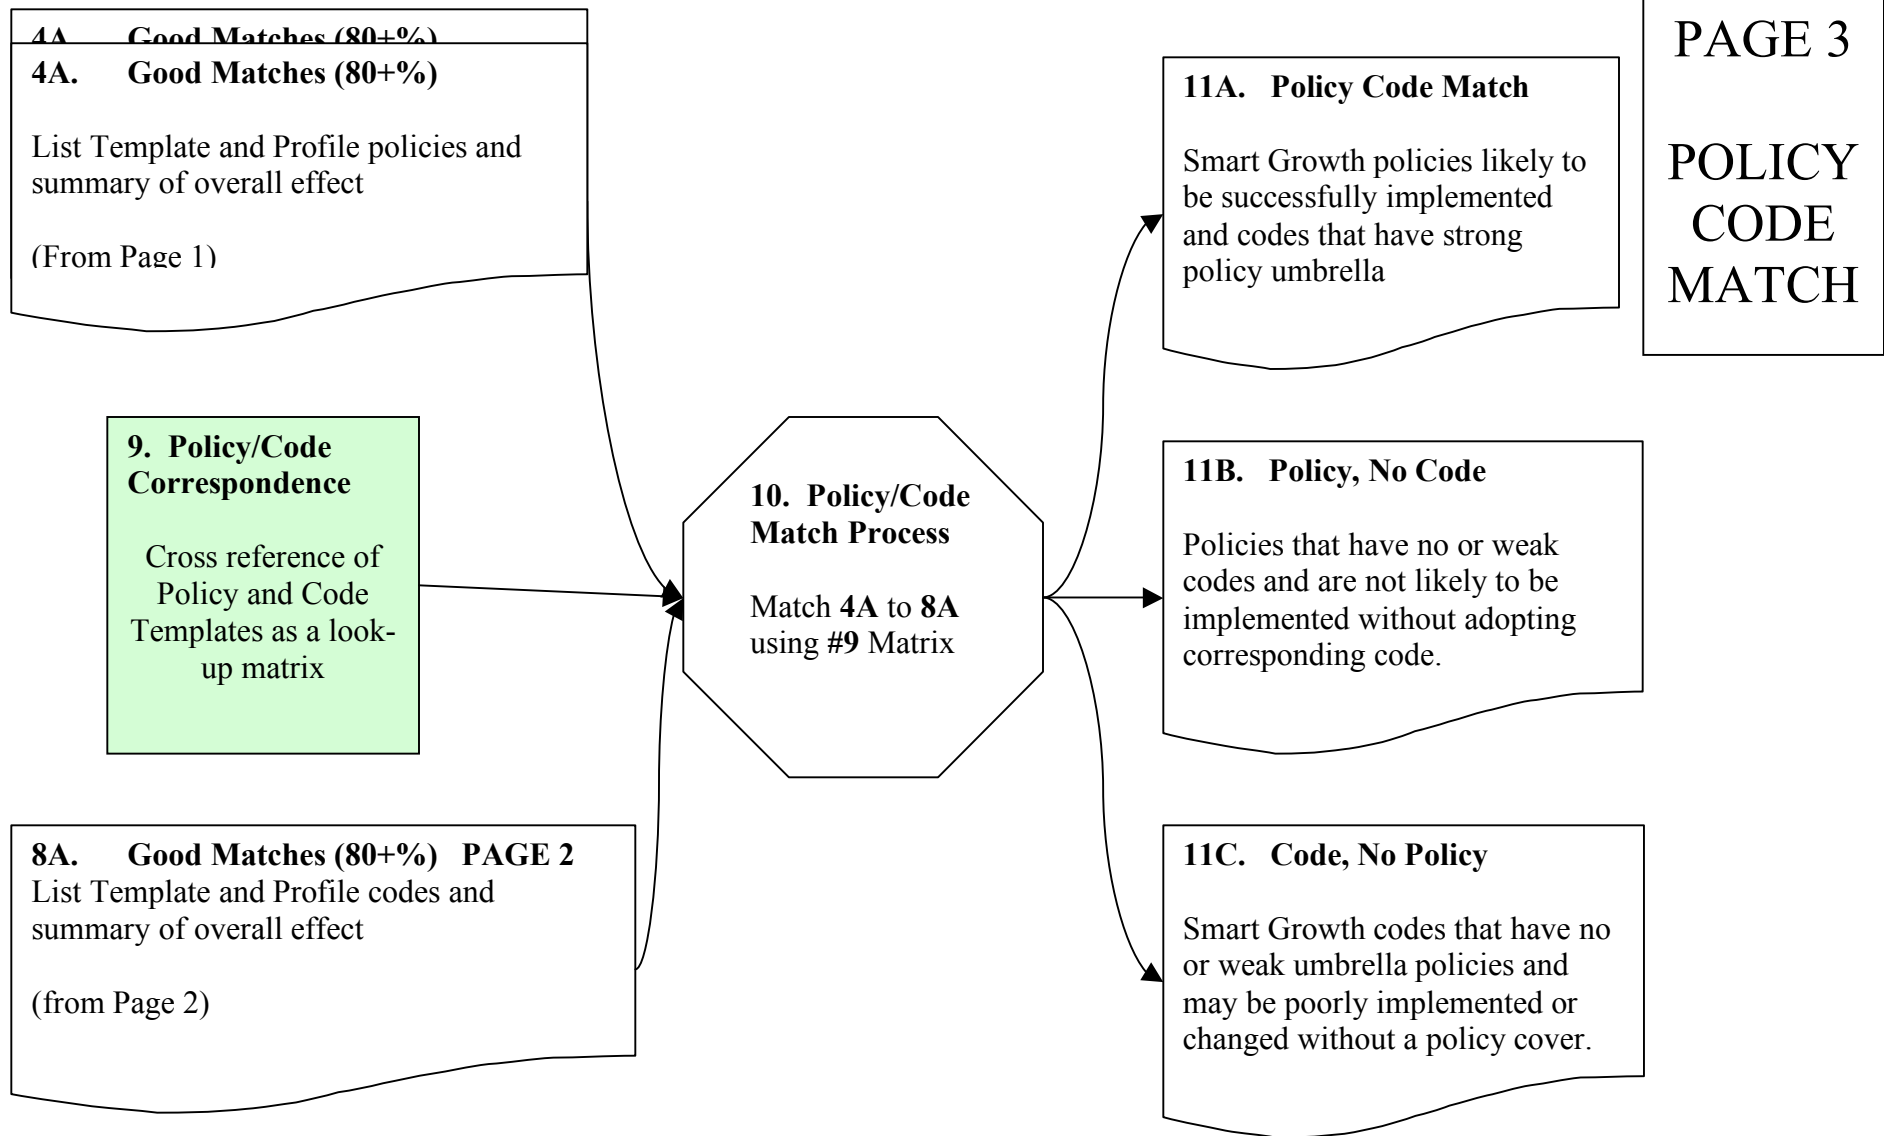 4A. Good Matches (80+%)
4A. Good Matches (80+%)
List Template and Profile policies and
summary of overall effect
(From Page 1)
9. Policy/Code
Correspondence
Cross reference of
Policy and Code
Templates as a look-
up matrix
8A. Good Matches (80+%) PAGE 2
List Template and Profile codes and
summary of overall effect
(from Page 2)
10. Policy/Code
Match Process
Match 4A to 8A
using #9 Matrix
11A. Policy Code Match
Smart Growth policies likely to
be successfully implemented
and codes that have strong
policy umbrella
11B. Policy, No Code
Policies that have no or weak
codes and are not likely to be
implemented without adopting
corresponding code.
11C. Code, No Policy
Smart Growth codes that have no
or weak umbrella policies and
may be poorly implemented or
changed without a policy cover.
PAGE 3
POLICY
CODE
MATCH